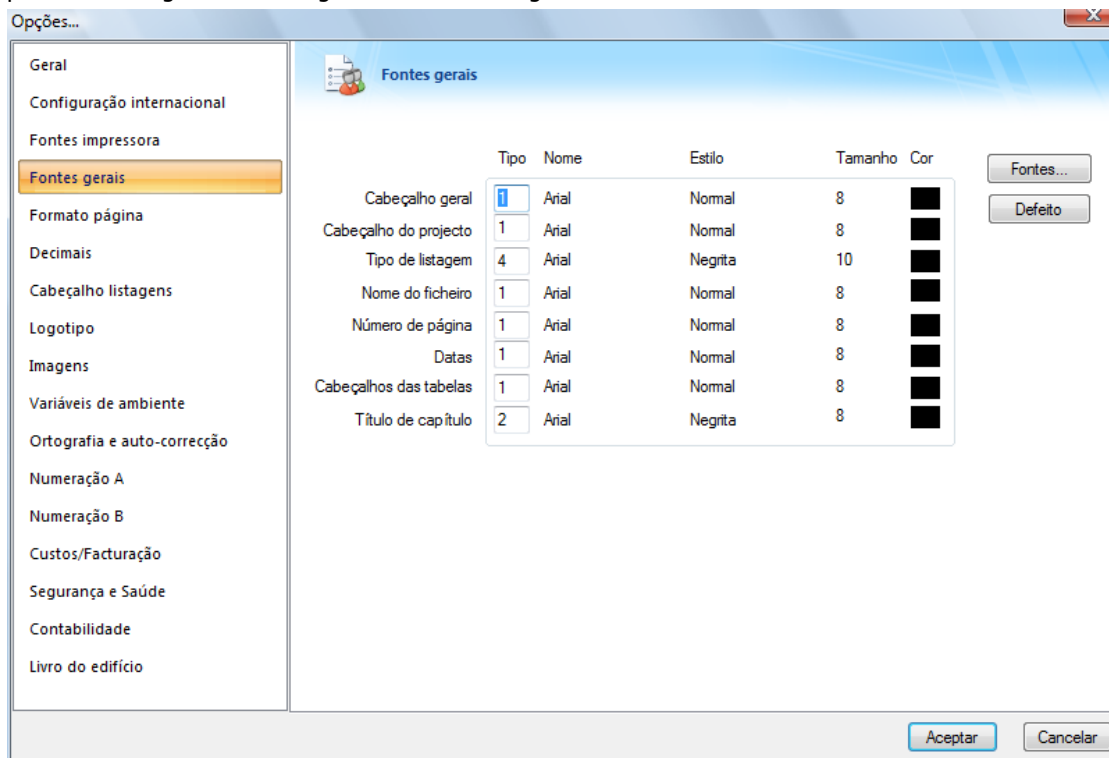 Opções...
Geral
Configuração internacional
Fontes impressora
Fontes gerais
Formato página
Decimais
Cabeçalho listagens
Logotipo
Imagens
Variáveis de ambiente
Ortografia e auto-correcção
Numeração A
Numeração B
Custos/Facturação
Segurança e Saúde
Contabilidade
Livro do edifício
Fontes gerais
Tipo Nome Estilo Tamanho Cor
Cabeçalho geral 1 Arial Normal 8
Cabeçalho do projecto 1 Arial Normal 8
Tipo de listagem 4 Arial Negrita 10
Nome do ficheiro 1 Arial Normal 8
Número de página 1 Arial Normal 8
Datas 1 Arial Normal 8
Cabeçalhos das tabelas 1 Arial Normal 8
Título de capítulo 2 Arial Negrita 8
Fontes...
Defeito
Aceptar Cancelar